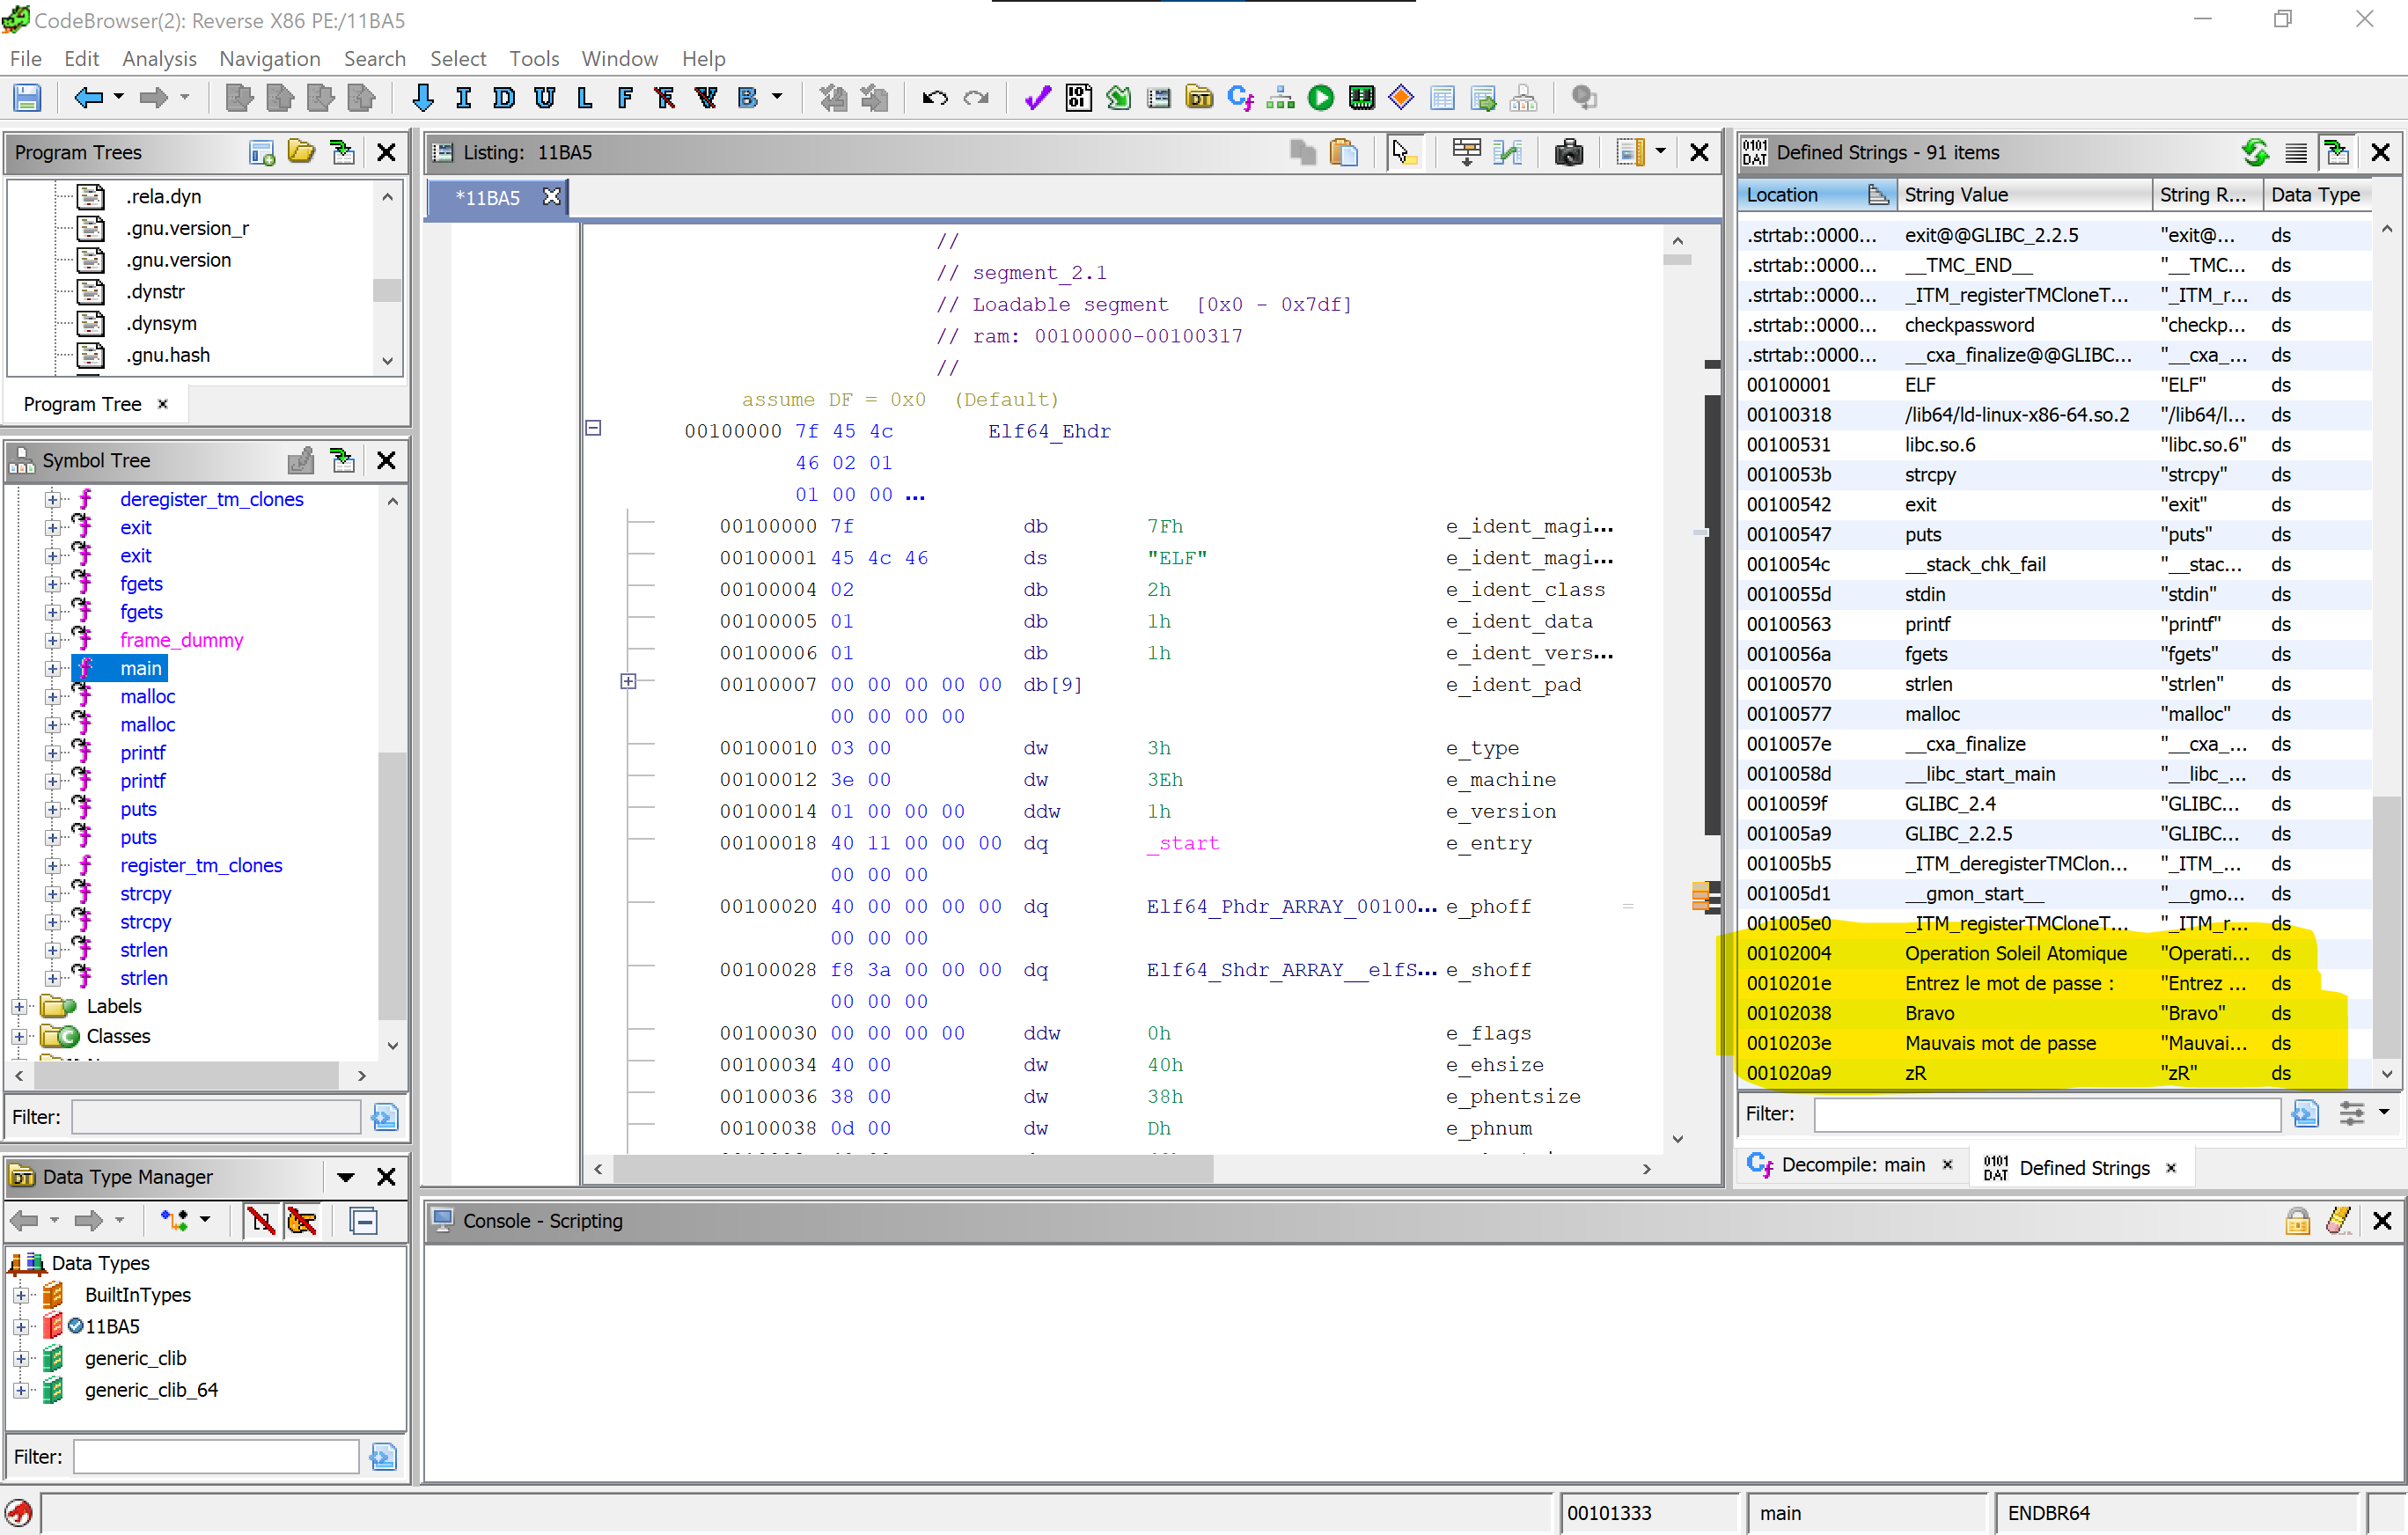 CodeBrowser(2): Reverse X86 PE:/11BA5
File Edit Analysis Navigation Search Select Tools Window Help
I D U L F F V B
Program Trees
.rela.dyn
.gnu.version_r
.gnu.version
.dynstr
.dynsym
.gnu.hash
Program Tree
Symbol Tree
deregister_tm_clones
exit
exit
fgets
fgets
frame_dummy
main
malloc
malloc
printf
printf
puts
puts
register_tm_clones
strcpy
strcpy
strlen
strlen
Labels
Classes
Filter:
Data Type Manager
Data Types
BuiltInTypes
11BA5
generic_clib
generic_clib_64
Filter:
Listing: 11BA5
*11BA5
//
// segment_2.1
// Loadable segment [0x0 - 0x7df]
// ram: 00100000-00100317
//
assume DF = 0x0 (Default)
00100000 7f 45 4c Elf64_Ehdr
46 02 01
01 00 00 ...
00100000 7f db 7Fh e_ident_magi...
00100001 45 4c 46 ds "ELF" e_ident_magi...
00100004 02 db 2h e_ident_class
00100005 01 db 1h e_ident_data
00100006 01 db 1h e_ident_vers...
00100007 00 00 00 00 00 db[9] e_ident_pad
00 00 00 00
00100010 03 00 dw 3h e_type
00100012 3e 00 dw 3Eh e_machine
00100014 01 00 00 00 ddw 1h e_version
00100018 40 11 00 00 00 dq _start e_entry
00 00 00
00100020 40 00 00 00 00 dq Elf64_Phdr_ARRAY_00100... e_phoff =
00 00 00
00100028 f8 3a 00 00 00 dq Elf64_Shdr_ARRAY__elfS... e_shoff
00 00 00
00100030 00 00 00 00 ddw 0h e_flags
00100034 40 00 dw 40h e_ehsize
00100036 38 00 dw 38h e_phentsize
00100038 0d 00 dw Dh e_phnum
Defined Strings - 91 items
Location String Value String R... Data Type
.strtab::0000... exit@@GLIBC_2.2.5 "exit@... ds
.strtab::0000... __TMC_END__ "__TMC... ds
.strtab::0000... _ITM_registerTMCloneT... "_ITM_r... ds
.strtab::0000... checkpassword "checkp... ds
.strtab::0000... __cxa_finalize@@GLIBC... "__cxa_... ds
00100001 ELF "ELF" ds
00100318 /lib64/ld-linux-x86-64.so.2 "/lib64/l... ds
00100531 libc.so.6 "libc.so.6" ds
0010053b strcpy "strcpy" ds
00100542 exit "exit" ds
00100547 puts "puts" ds
0010054c __stack_chk_fail "__stac... ds
0010055d stdin "stdin" ds
00100563 printf "printf" ds
0010056a fgets "fgets" ds
00100570 strlen "strlen" ds
00100577 malloc "malloc" ds
0010057e __cxa_finalize "__cxa_... ds
0010058d __libc_start_main "__libc_... ds
0010059f GLIBC_2.4 "GLIBC... ds
001005a9 GLIBC_2.2.5 "GLIBC... ds
001005b5 _ITM_deregisterTMClon... "_ITM_... ds
001005d1 __gmon_start__ "__gmo... ds
001005e0 _ITM_registerTMCloneT... "_ITM_r... ds
00102004 Operation Soleil Atomique "Operati... ds
0010201e Entrez le mot de passe : "Entrez ... ds
00102038 Bravo "Bravo" ds
0010203e Mauvais mot de passe "Mauvai... ds
001020a9 zR "zR" ds
Filter:
Decompile: main Defined Strings
Console - Scripting
00101333 main ENDBR64